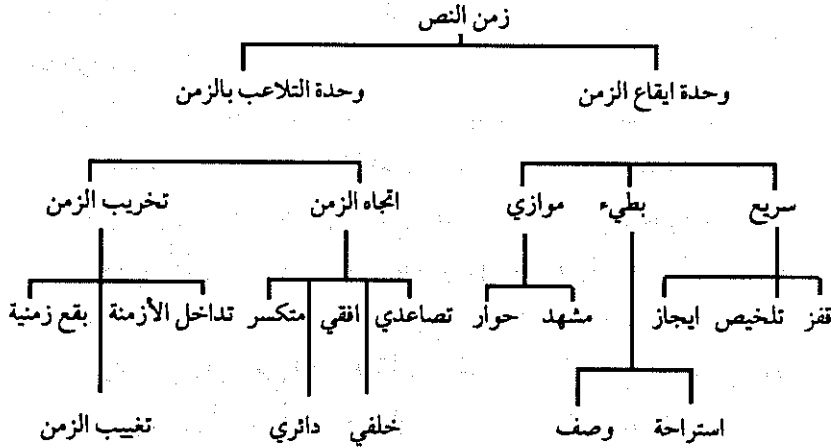 زمن النص
وحدة ايقاع الزمن وحدة التلاعب بالزمن
سريع بطيء موازي اتجاه الزمن تخريب الزمن
قفز تلخيص ايجاز مشهد حوار تصاعدي افقي متكسر تداخل الأزمنة بقع زمنية
استراحة وصف خلفي دائري تغييب الزمن